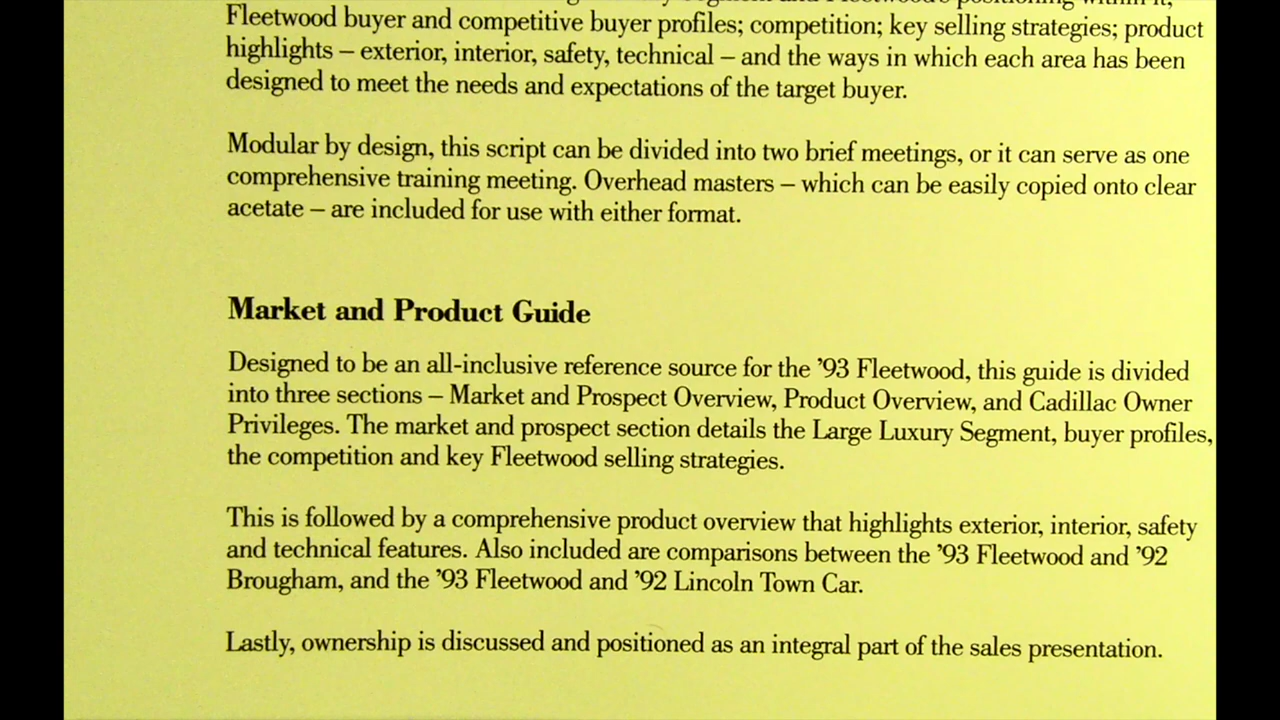 Segment and Fleetwood's positioning within it,
Fleetwood buyer and competitive buyer profiles; competition; key selling strategies; product
highlights – exterior, interior, safety, technical – and the ways in which each area has been
designed to meet the needs and expectations of the target buyer.
Modular by design, this script can be divided into two brief meetings, or it can serve as one
comprehensive training meeting. Overhead masters – which can be easily copied onto clear
acetate – are included for use with either format.
Market and Product Guide
Designed to be an all-inclusive reference source for the ’93 Fleetwood, this guide is divided
into three sections – Market and Prospect Overview, Product Overview, and Cadillac Owner
Privileges. The market and prospect section details the Large Luxury Segment, buyer profiles,
the competition and key Fleetwood selling strategies.
This is followed by a comprehensive product overview that highlights exterior, interior, safety
and technical features. Also included are comparisons between the ’93 Fleetwood and ’92
Brougham, and the ’93 Fleetwood and ’92 Lincoln Town Car.
Lastly, ownership is discussed and positioned as an integral part of the sales presentation.